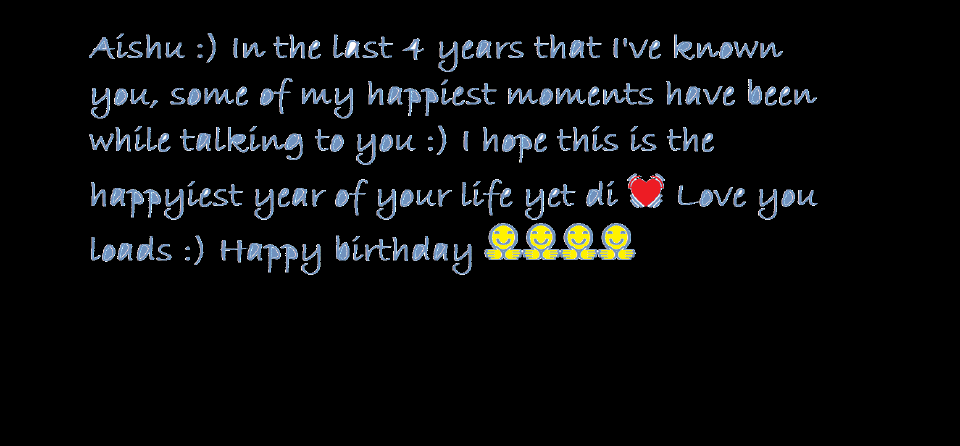 Aishu :) In the last 4 years that I've known
you, some of my happiest moments have been
while talking to you :) I hope this is the
happyiest year of your life yet di 💓 Love you
loads :) Happy birthday 🤗🤗🤗🤗